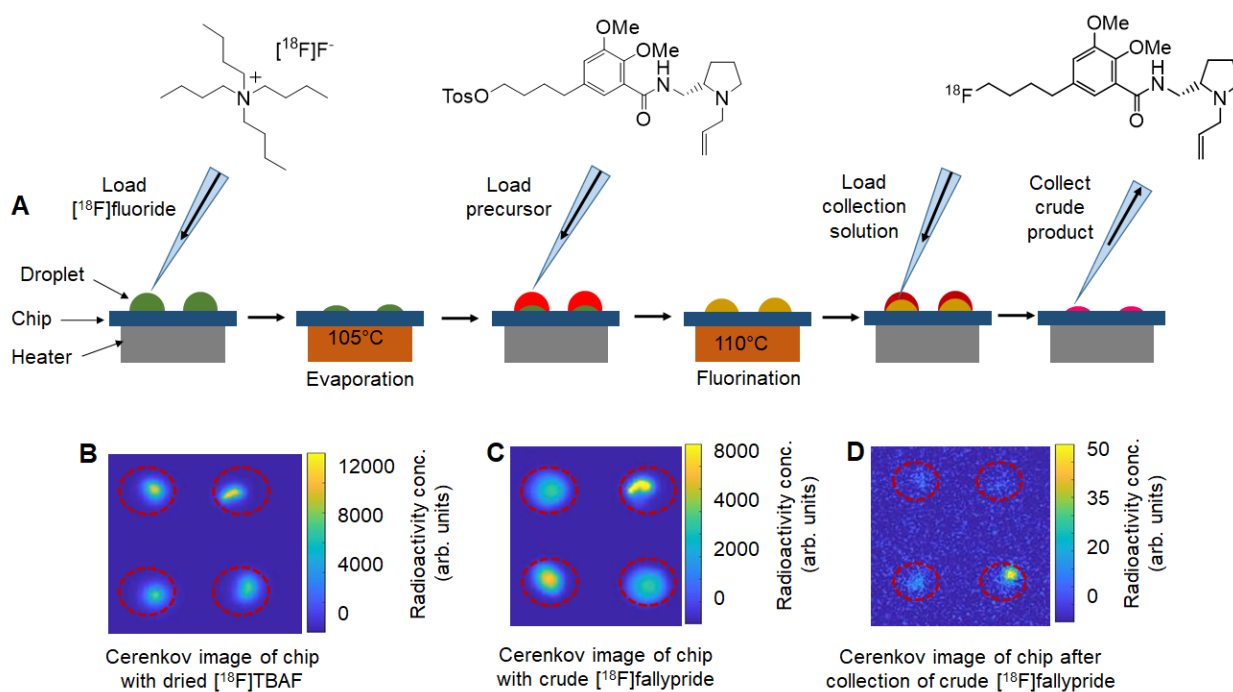 [18F]F-
+
N
OMe
OMe
H
N
TosO
O
N
OMe
OMe
H
N
18F
O
N
A
Load
[18F]fluoride
Load
precursor
Load
collection
solution
Collect
crude
product
Droplet
Chip
Heater
105°C
110°C
Evaporation
Fluorination
B
12000
8000
4000
0
Radioactivity conc.
(arb. units)
C
8000
4000
2000
0
Radioactivity conc.
(arb. units)
D
50
35
20
0
Radioactivity conc.
(arb. units)
Cerenkov image of chip
with dried [18F]TBAF
Cerenkov image of chip
with crude [18F]fallypride
Cerenkov image of chip after
collection of crude [18F]fallypride